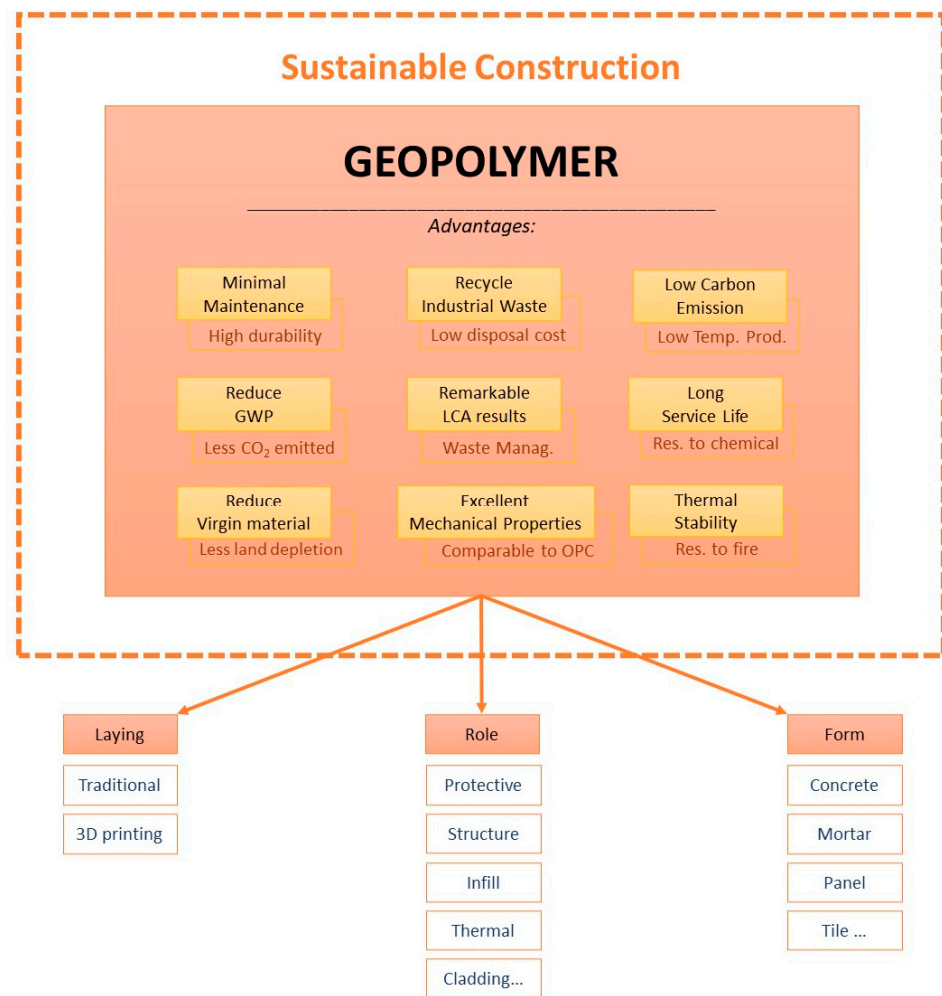 Sustainable Construction
GEOPOLYMER
Advantages:
Minimal
Maintenance
High durability
Recycle
Industrial Waste
Low disposal cost
Low Carbon
Emission
Low Temp. Prod.
Reduce
GWP
Less CO₂ emitted
Remarkable
LCA results
Waste Manag.
Long
Service Life
Res. to chemical
Reduce
Virgin material
Less land depletion
Excellent
Mechanical Properties
Comparable to OPC
Thermal
Stability
Res. to fire
Laying
Traditional
3D printing
Role
Protective
Structure
Infill
Thermal
Cladding...
Form
Concrete
Mortar
Panel
Tile ...